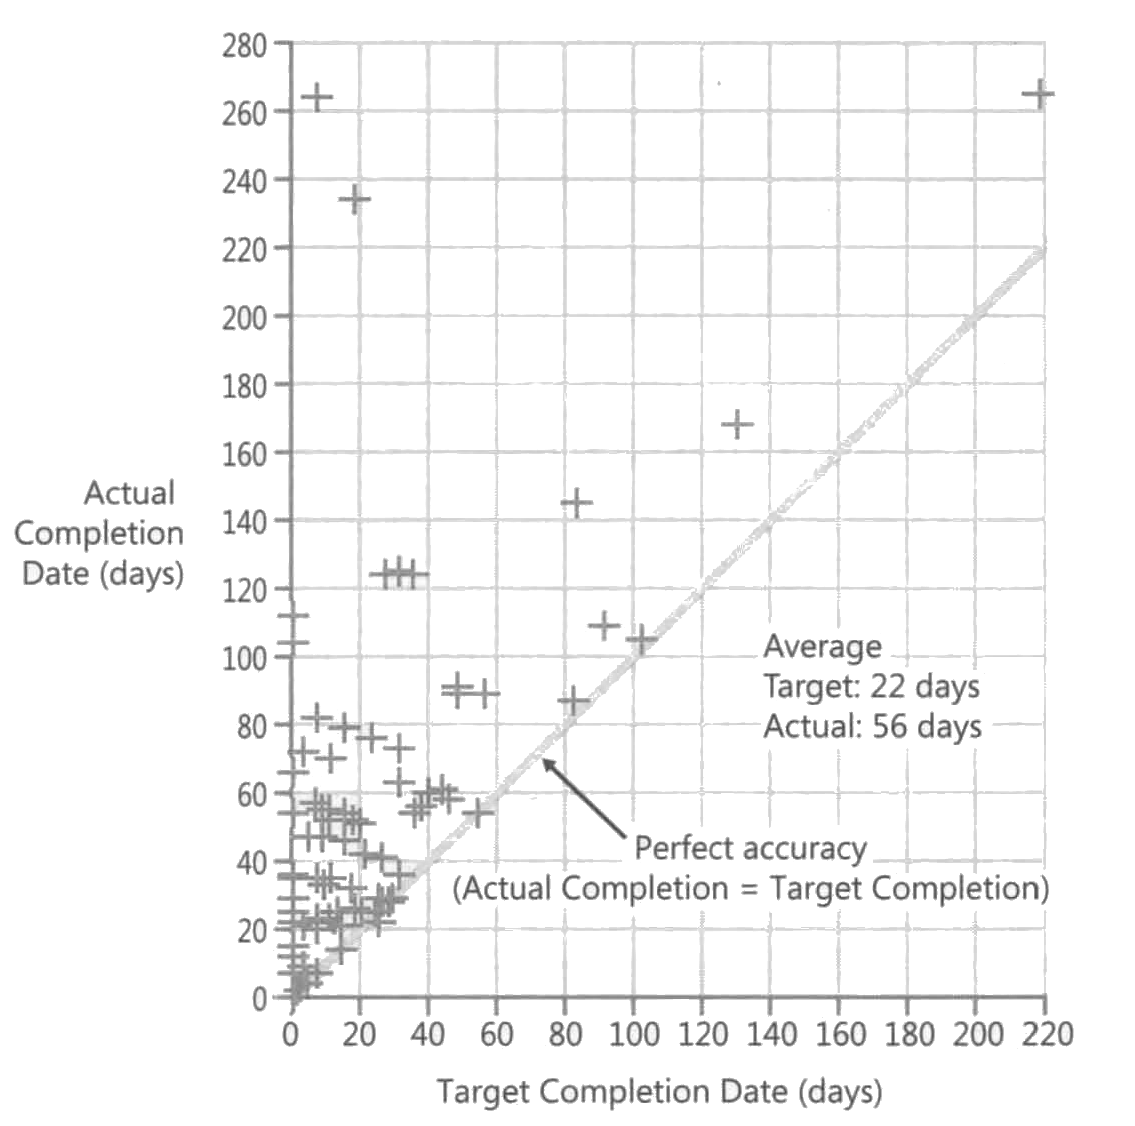 280
260
240
220
200
180
160
140
120
100
80
60
40
20
0
Actual
Completion
Date (days)
Average
Target: 22 days
Actual: 56 days
Perfect accuracy
(Actual Completion = Target Completion)
0 20 40 60 80 100 120 140 160 180 200 220
Target Completion Date (days)